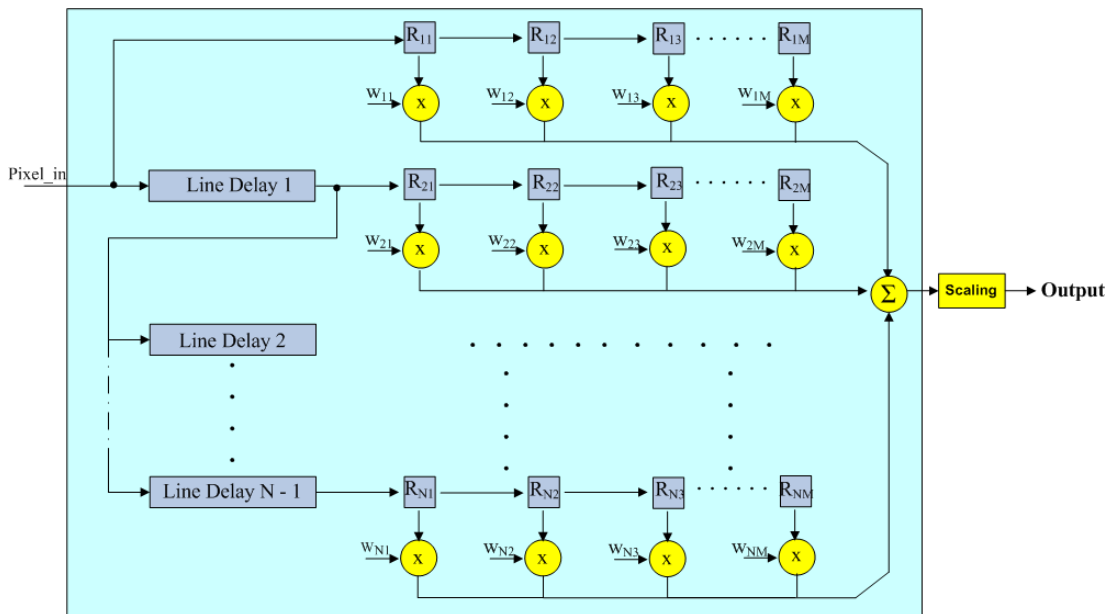 R11 R12 R13 R1M
w11 x w12 x w13 x w1M x
Pixel_in
Line Delay 1 R21 R22 R23 R2M
w21 x w22 x w23 x w2M x
Σ Scaling Output
Line Delay 2
Line Delay N - 1 RN1 RN2 RN3 RNM
wN1 x wN2 x wN3 x wNM x